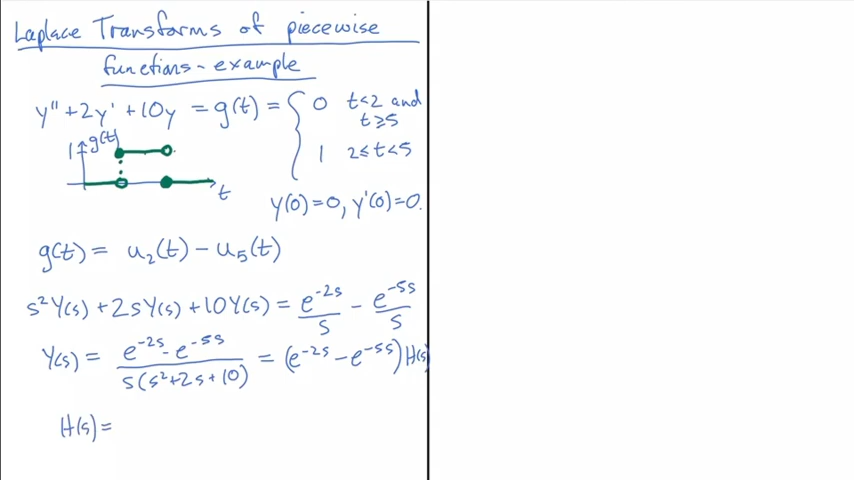 Laplace Transforms of piecewise
functions - example
y'' + 2y' + 10y = g(t) = { 0 t<2 and t≥5
1 2≤t<5
1 g(t)
t
y(0)=0, y'(0)=0.
g(t) = u₂(t) - u₅(t)
s²Y(s) + 2sY(s) + 10Y(s) = e^{-2s}/s - e^{-5s}/s
Y(s) = (e^{-2s} - e^{-5s})/(s(s²+2s+10)) = (e^{-2s} - e^{-5s})H(s)
H(s) =